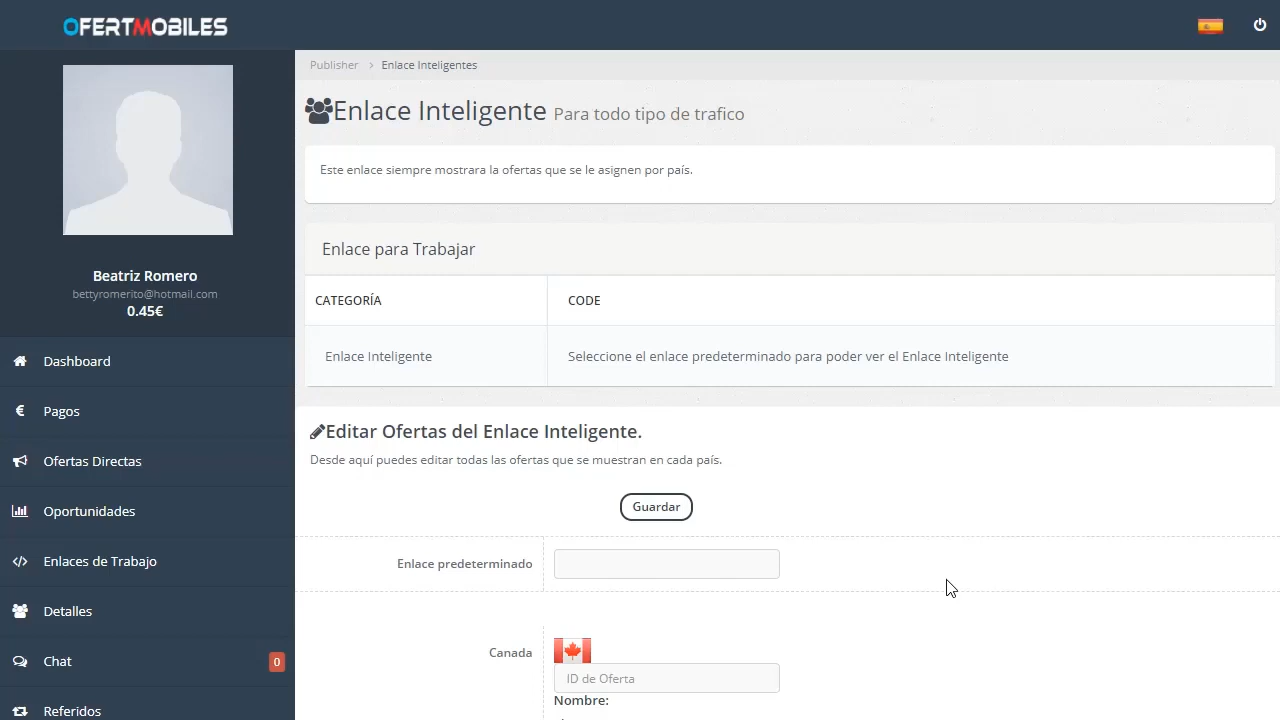 OFERTMOBILES
Publisher > Enlace Inteligentes
Enlace Inteligente Para todo tipo de trafico
Este enlace siempre mostrara la ofertas que se le asignen por país.
Enlace para Trabajar
CATEGORÍA CODE
Enlace Inteligente Seleccione el enlace predeterminado para poder ver el Enlace Inteligente
Editar Ofertas del Enlace Inteligente.
Desde aquí puedes editar todas las ofertas que se muestran en cada país.
Guardar
Enlace predeterminado
Canada
ID de Oferta
Nombre:
Beatriz Romero
bettyromerito@hotmail.com
0.45€
Dashboard
Pagos
Ofertas Directas
Oportunidades
Enlaces de Trabajo
Detalles
Chat 0
Referidos